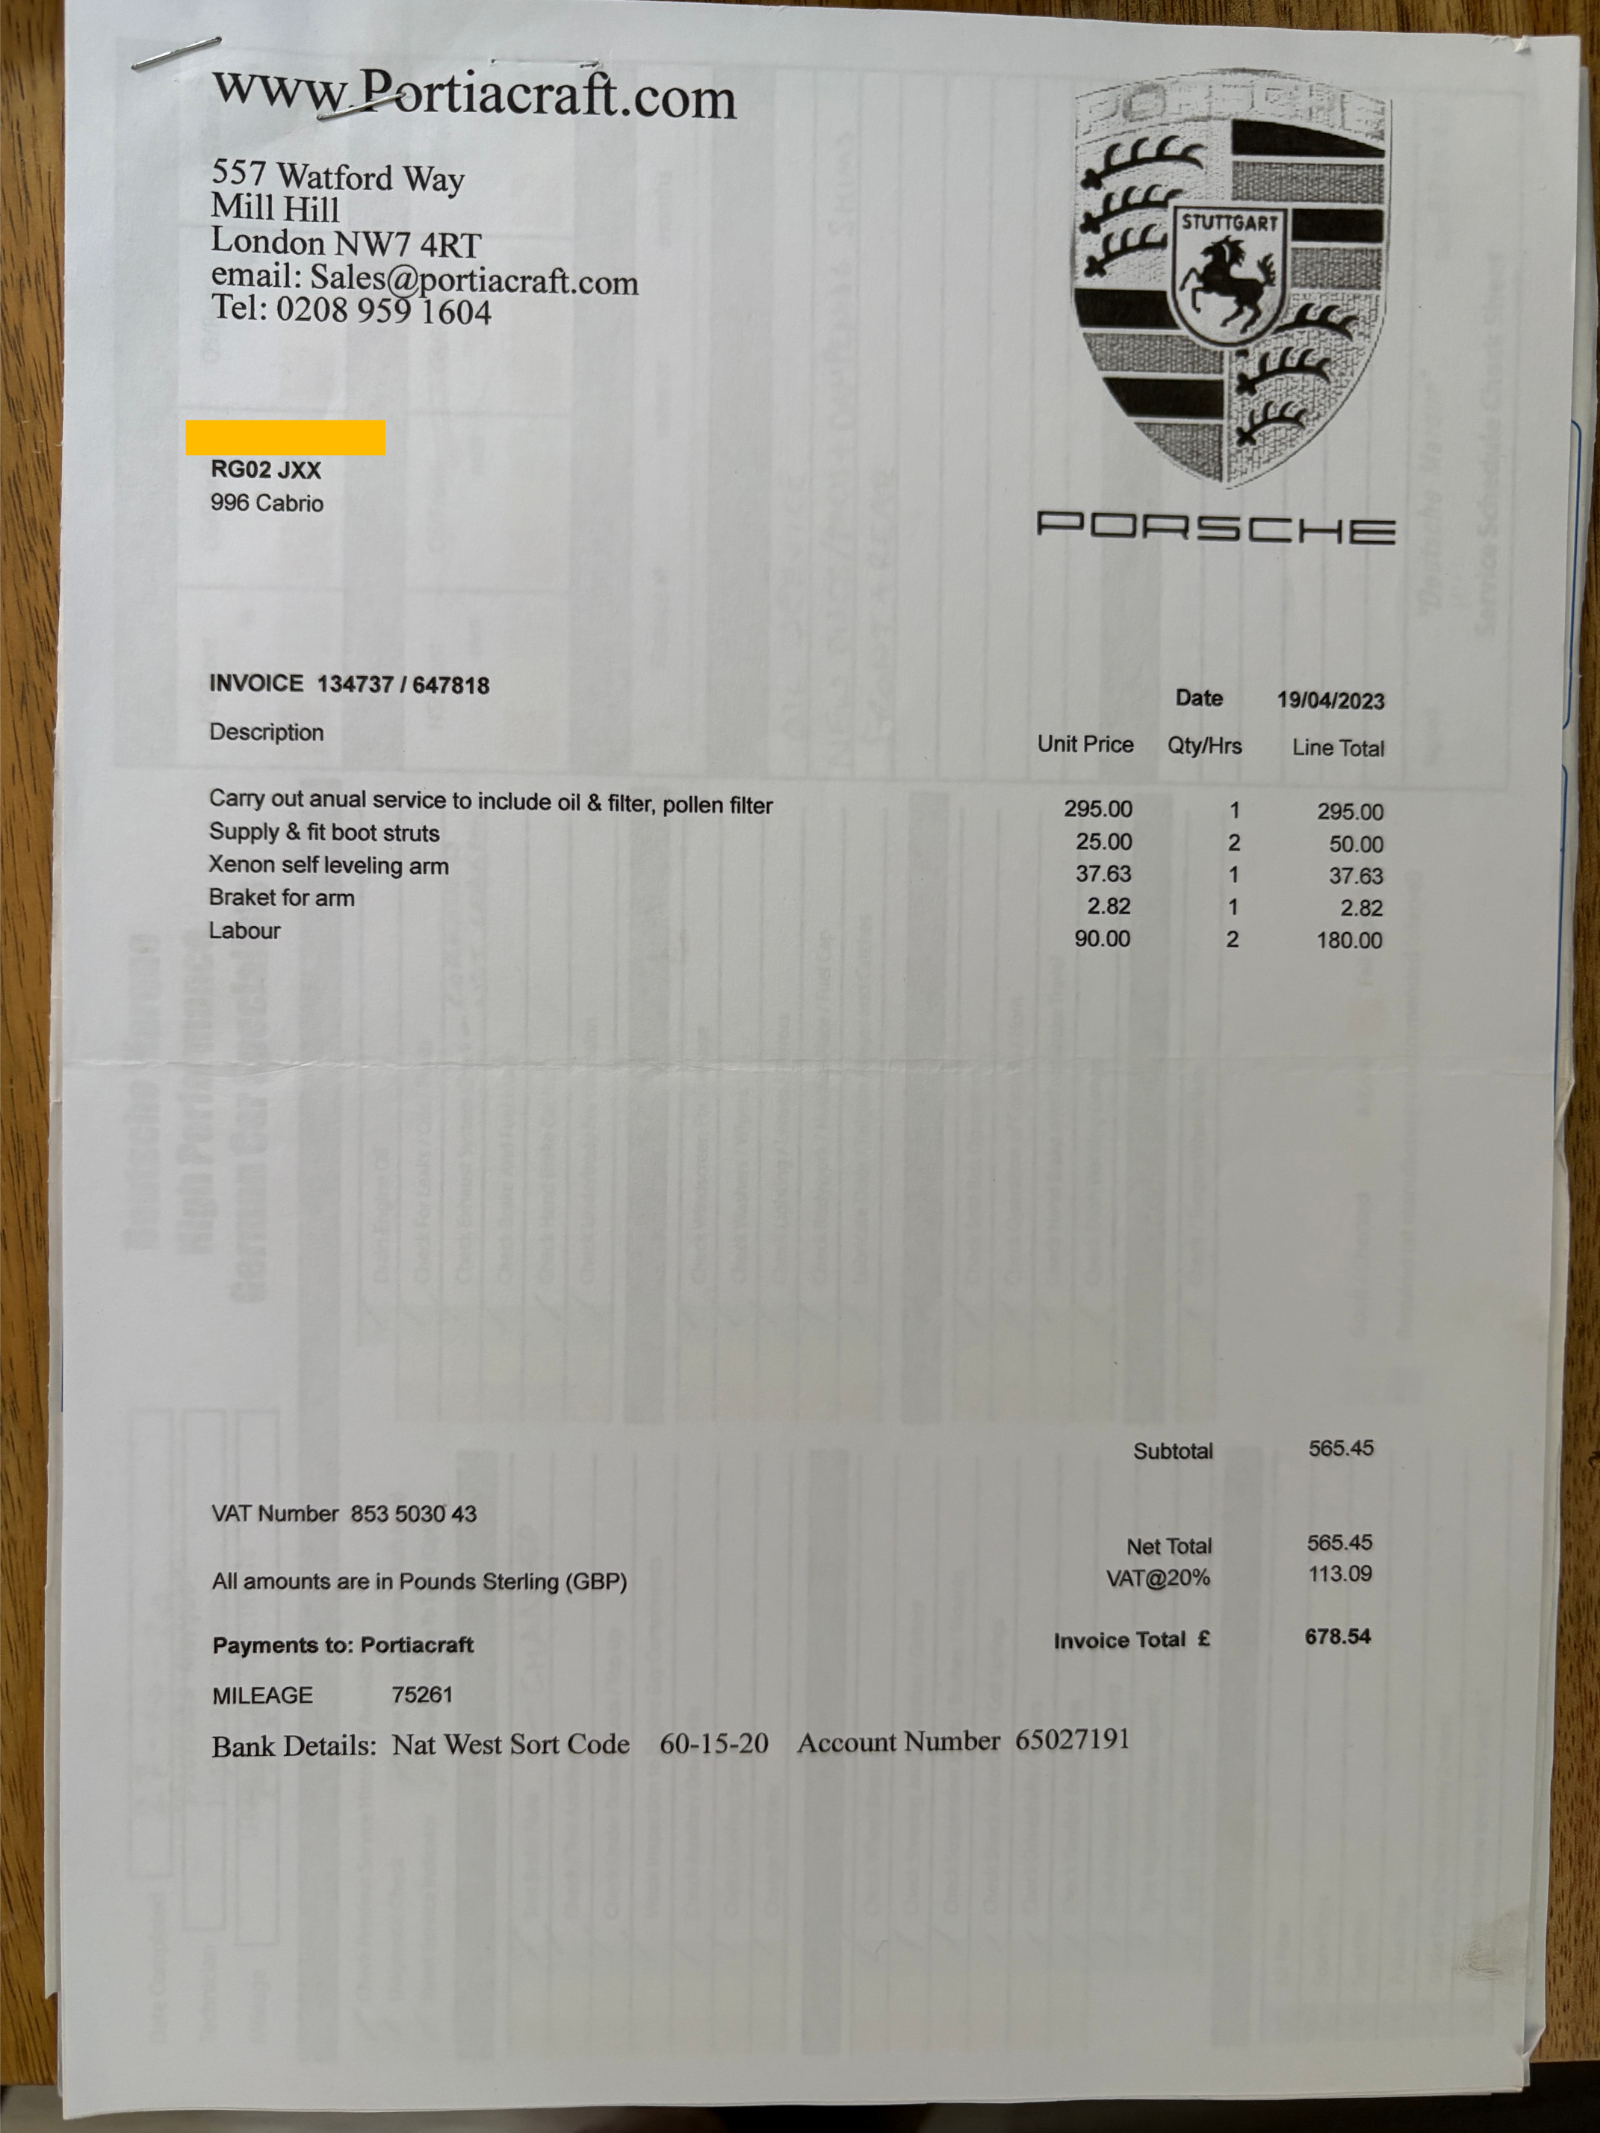 www.Portiacraft.com
557 Watford Way
Mill Hill
London NW7 4RT
email: Sales@portiacraft.com
Tel: 0208 959 1604
PORSCHE
STUTTGART
PORSCHE
RG02 JXX
996 Cabrio
INVOICE 134737 / 647818 Date 19/04/2023
Description Unit Price Qty/Hrs Line Total
Carry out anual service to include oil & filter, pollen filter 295.00 1 295.00
Supply & fit boot struts 25.00 2 50.00
Xenon self leveling arm 37.63 1 37.63
Braket for arm 2.82 1 2.82
Labour 90.00 2 180.00
Subtotal 565.45
VAT Number 853 5030 43
Net Total 565.45
All amounts are in Pounds Sterling (GBP) VAT@20% 113.09
Payments to: Portiacraft Invoice Total £ 678.54
MILEAGE 75261
Bank Details: Nat West Sort Code 60-15-20 Account Number 65027191